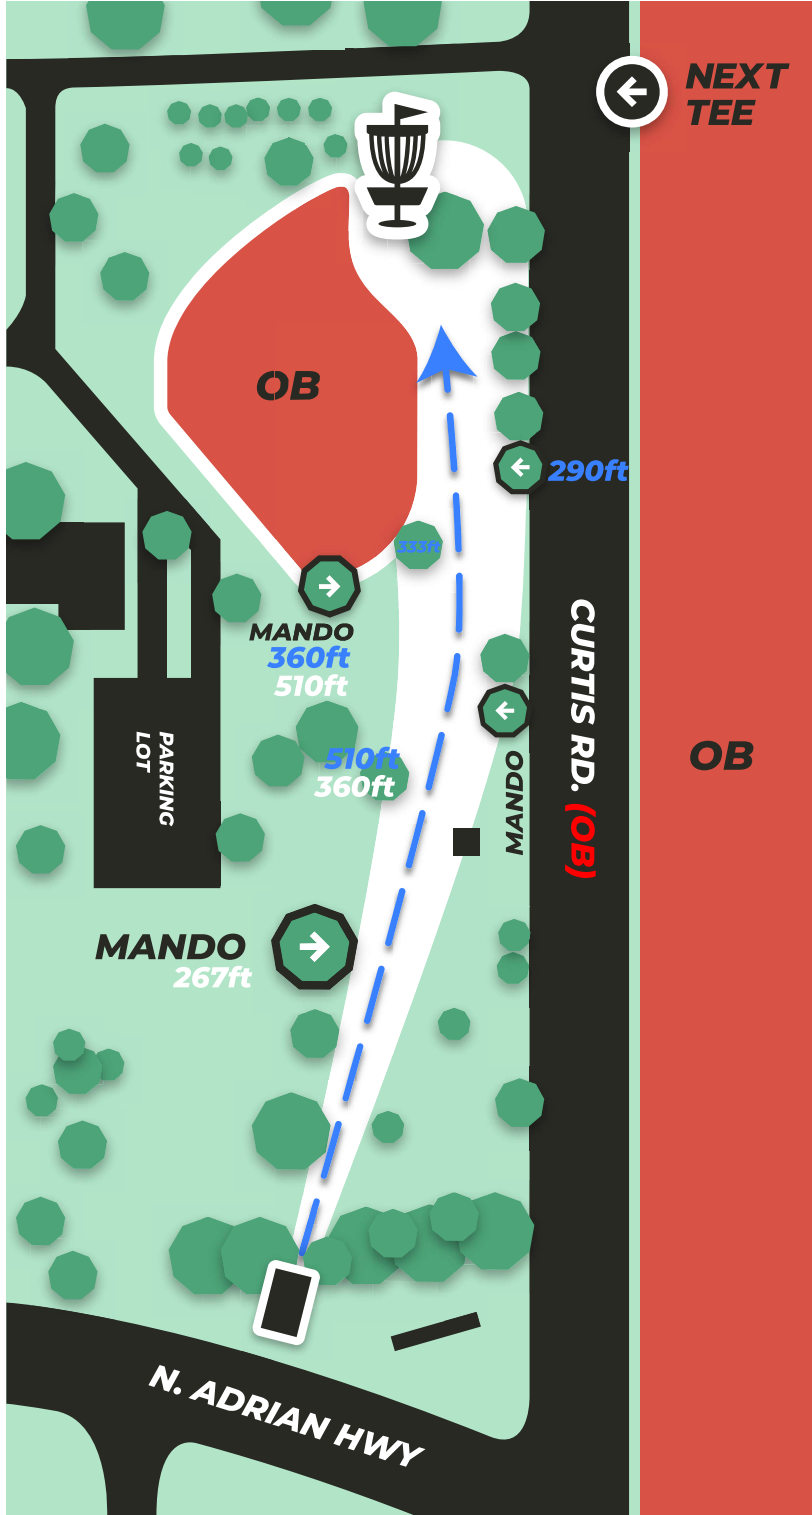 NEXT
TEE
OB
290ft
333ft
MANDO
360ft
510ft
CURTIS RD. (OB)
PARKING
LOT
510ft
360ft
OB
MANDO
MANDO
267ft
N. ADRIAN HWY